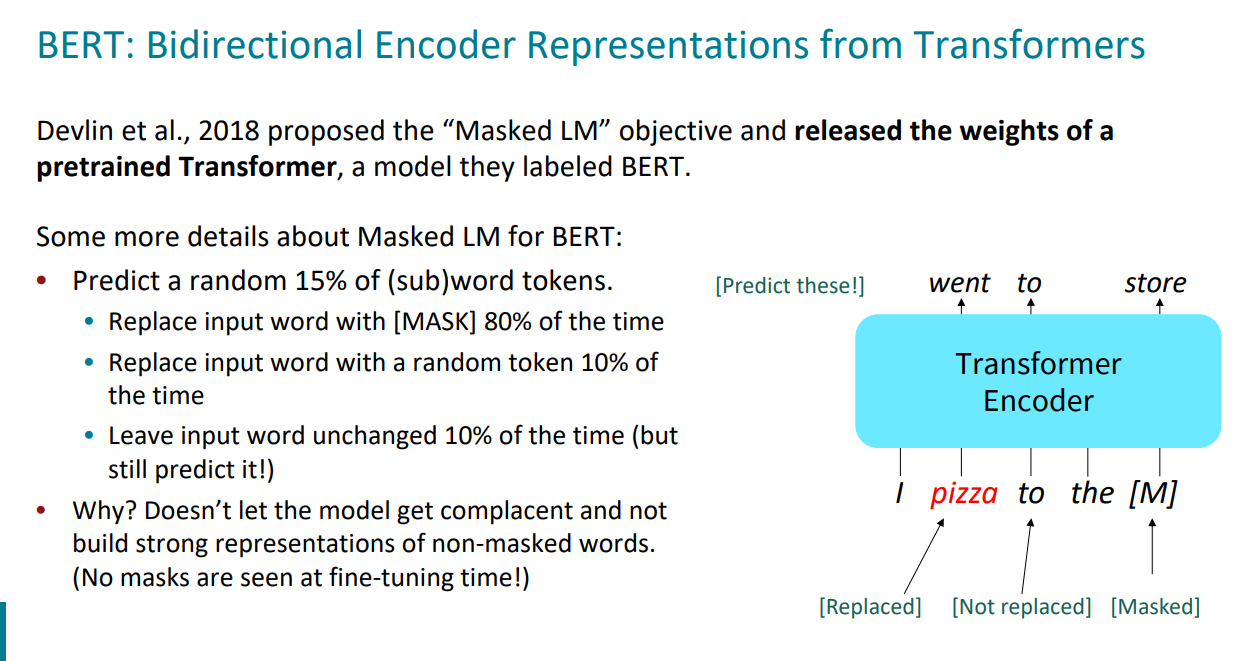 BERT: Bidirectional Encoder Representations from Transformers
Devlin et al., 2018 proposed the “Masked LM” objective and released the weights of a
pretrained Transformer, a model they labeled BERT.
Some more details about Masked LM for BERT:
• Predict a random 15% of (sub)word tokens.
• Replace input word with [MASK] 80% of the time
• Replace input word with a random token 10% of
the time
• Leave input word unchanged 10% of the time (but
still predict it!)
• Why? Doesn’t let the model get complacent and not
build strong representations of non-masked words.
(No masks are seen at fine-tuning time!)
[Predict these!] went to store
Transformer
Encoder
I pizza to the [M]
[Replaced] [Not replaced] [Masked]